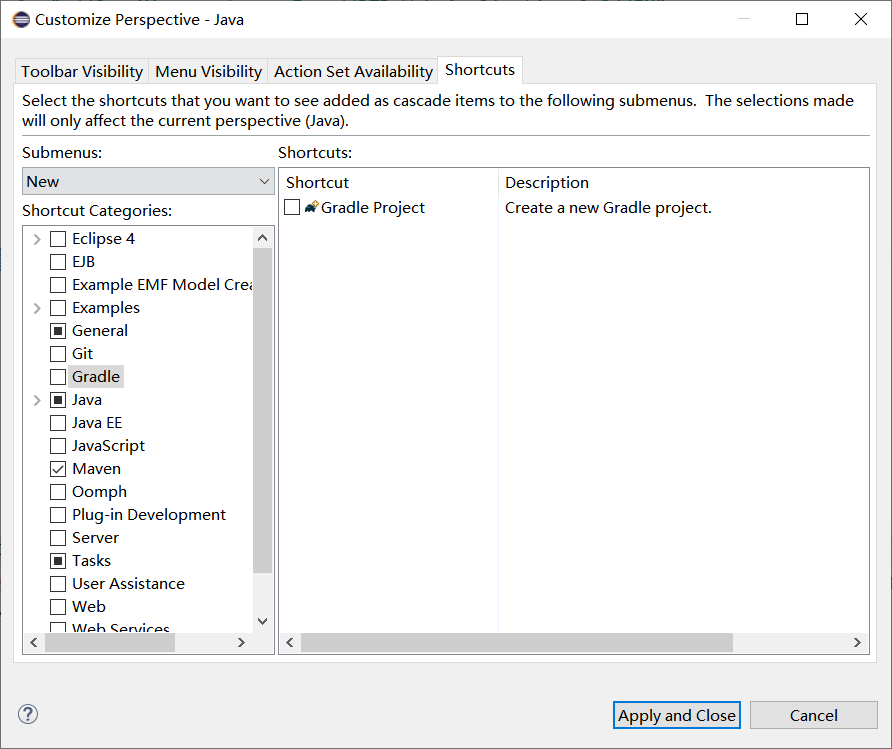 Customize Perspective - Java
Toolbar Visibility
Menu Visibility
Action Set Availability
Shortcuts
Select the shortcuts that you want to see added as cascade items to the following submenus.  The selections made
will only affect the current perspective (Java).
Submenus:
New
Shortcut Categories:
Eclipse 4
EJB
Example EMF Model Crea
Examples
General
Git
Gradle
Java
Java EE
JavaScript
Maven
Oomph
Plug-in Development
Server
Tasks
User Assistance
Web
Web Services
Shortcuts:
Shortcut
Description
Gradle Project
Create a new Gradle project.
?
Apply and Close
Cancel